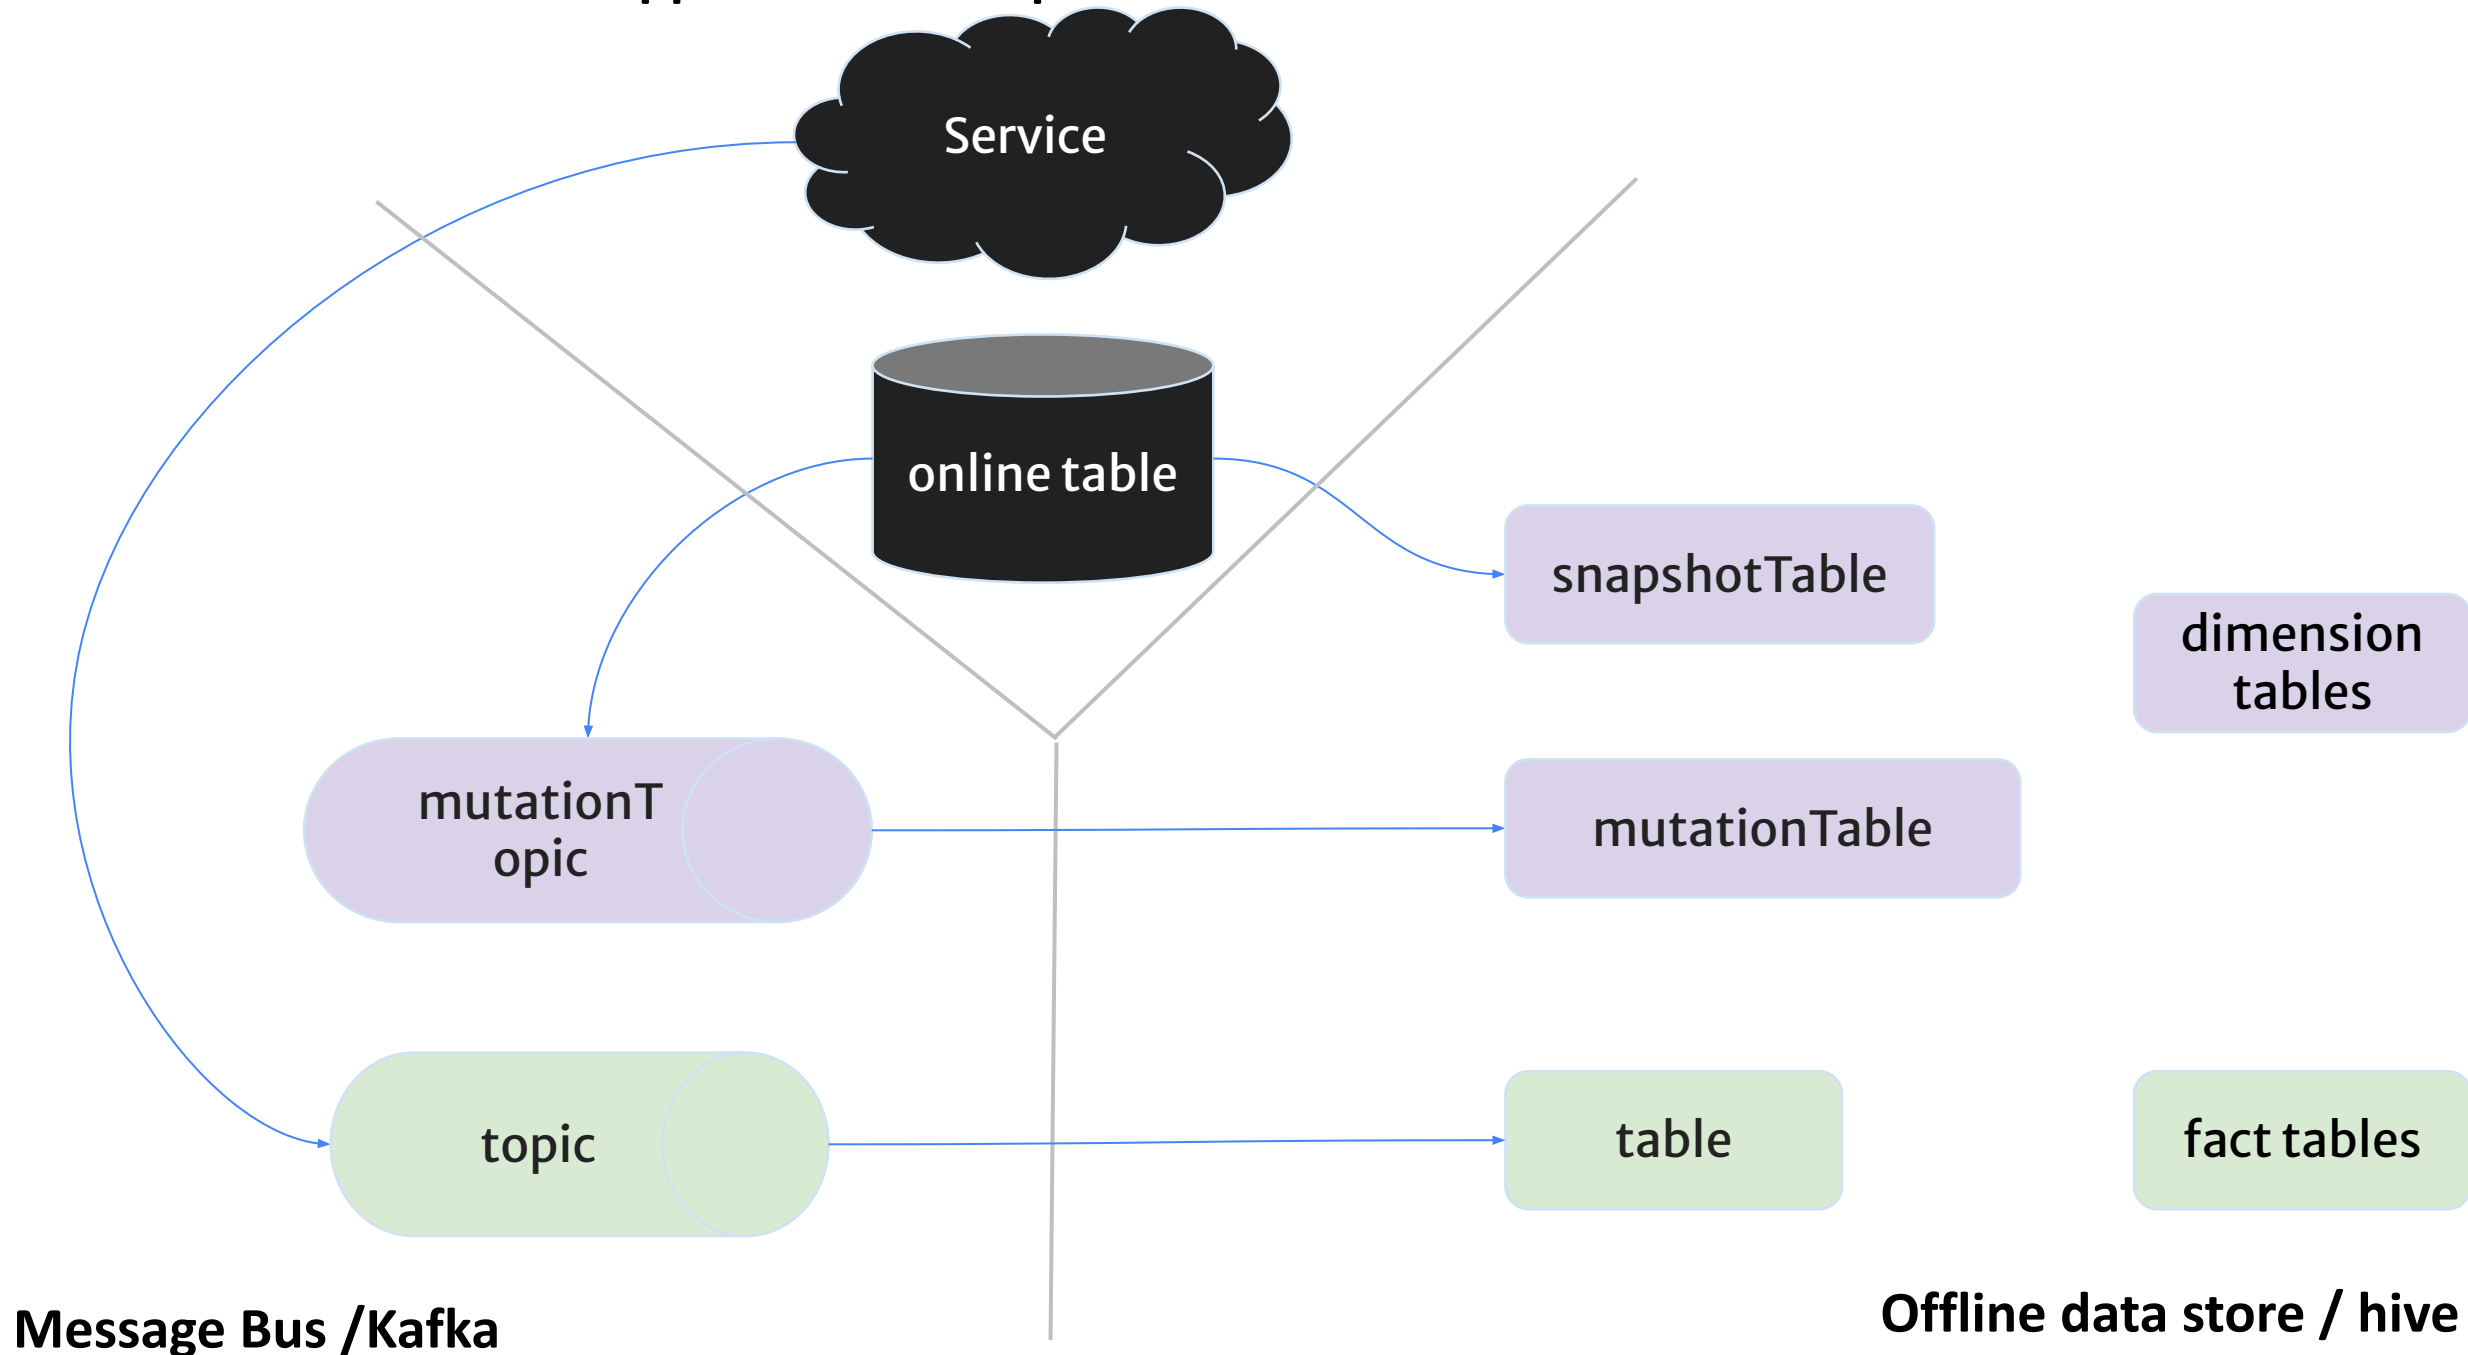 Service
online table
snapshotTable
dimension
tables
mutationT
opic
mutationTable
topic
table
fact tables
Message Bus /Kafka
Offline data store / hive